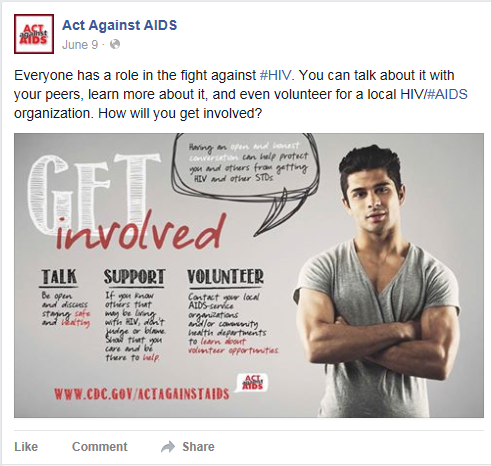 ACT
against
AIDS
Act Against AIDS
June 9 ·
Everyone has a role in the fight against #HIV. You can talk about it with
your peers, learn more about it, and even volunteer for a local HIV/#AIDS
organization. How will you get involved?
Having an open and honest
conversation can help protect
you and others from getting
HIV and other STDs
GET
involved
TALK
Be open
and discuss
staying safe
and healthy
SUPPORT
If you know
others that
may be living
with HIV, don't
judge or blame
Show that you
care and be
there to help
VOLUNTEER
Contact your local
AIDS-service
organizations
and/or community
health departments
to learn about
volunteer opportunities
ACT
against
AIDS
WWW.CDC.GOV/ACTAGAINSTAIDS
Like Comment Share